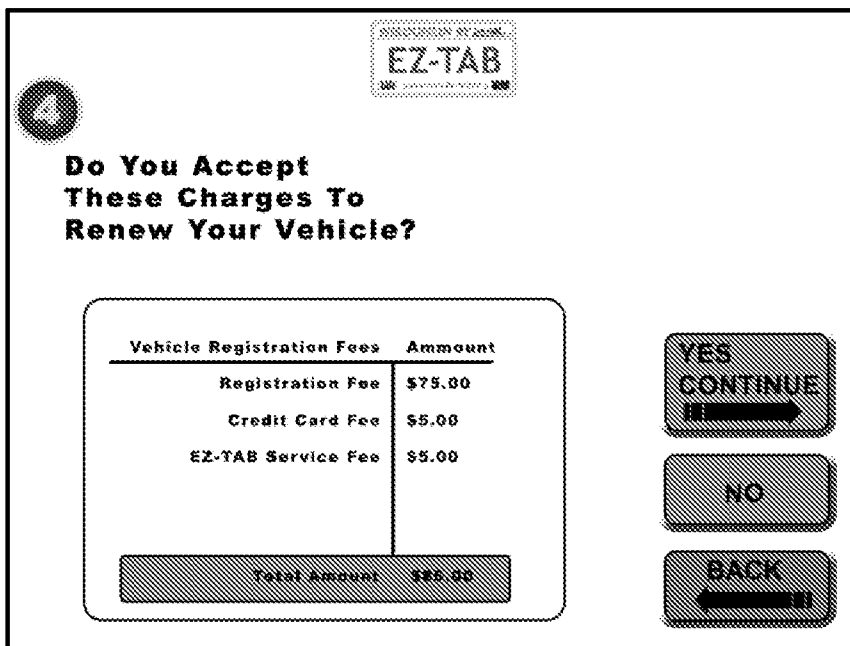 EZ-TAB
4
Do You Accept
These Charges To
Renew Your Vehicle?
Vehicle Registration Fees Ammount
Registration Fee $75.00
Credit Card Fee $5.00
EZ-TAB Service Fee $5.00
Total Amount $85.00
YES
CONTINUE
NO
BACK